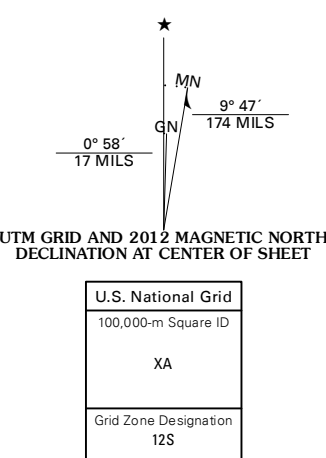 ★
MN
GN
9° 47´
174 MILS
0° 58´
17 MILS
UTM GRID AND 2012 MAGNETIC NORTH
DECLINATION AT CENTER OF SHEET
U.S. National Grid
100,000-m Square ID
XA
Grid Zone Designation
12S